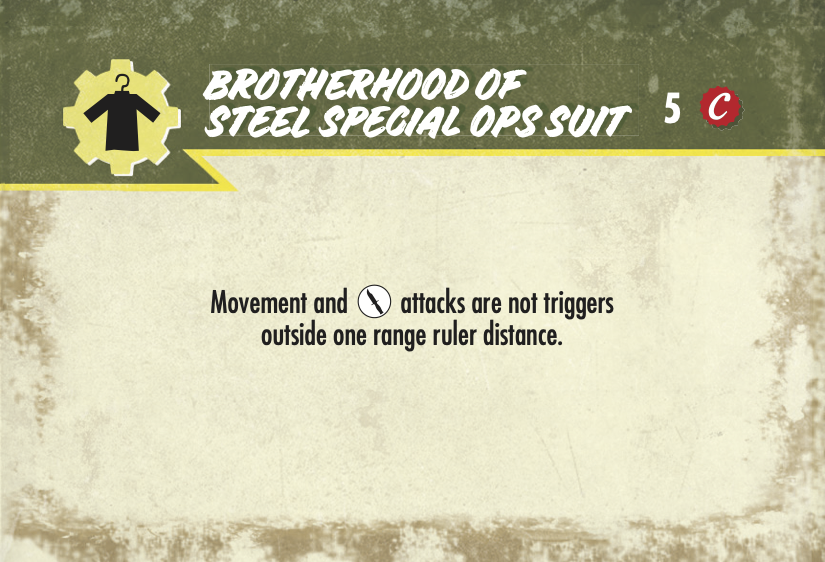 BROTHERHOOD OF
STEEL SPECIAL OPS SUIT 5 C
Movement and attacks are not triggers
outside one range ruler distance.